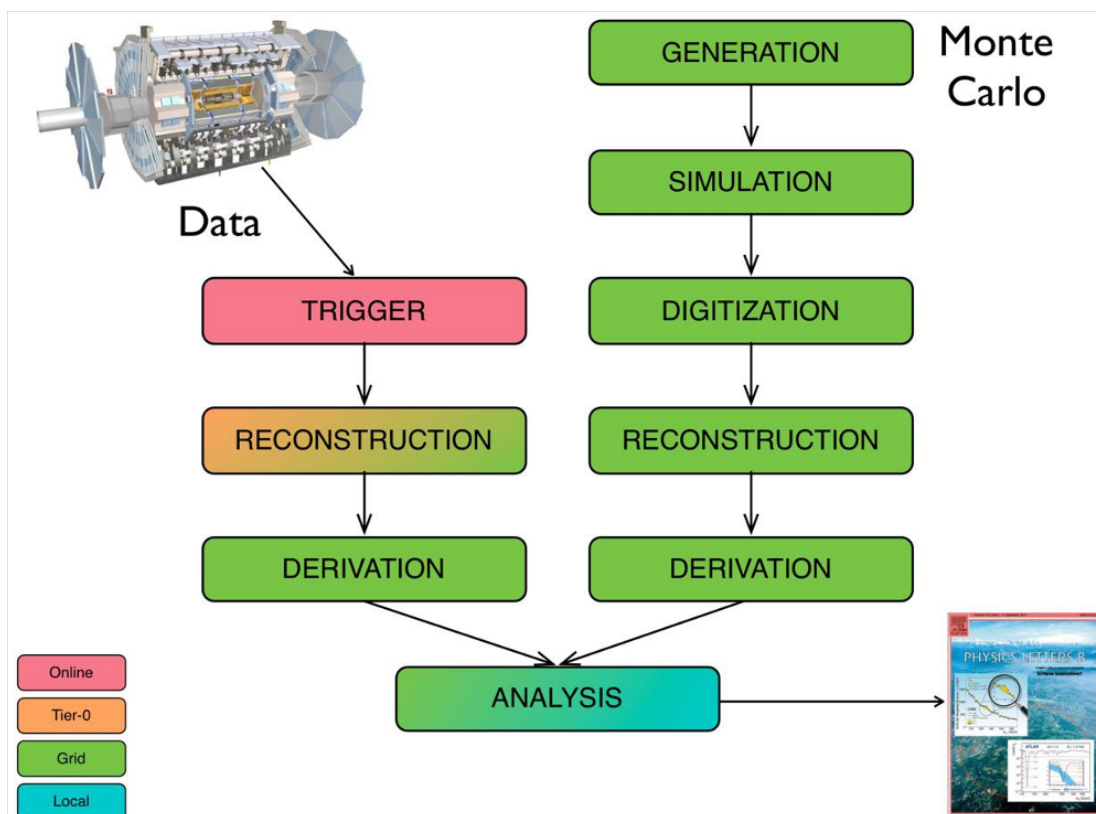 GENERATION
Monte
Carlo
SIMULATION
Data
TRIGGER
DIGITIZATION
RECONSTRUCTION
RECONSTRUCTION
DERIVATION
DERIVATION
ANALYSIS
Online
Tier-0
Grid
Local
PHYSICS LETTERS B
ATLAS